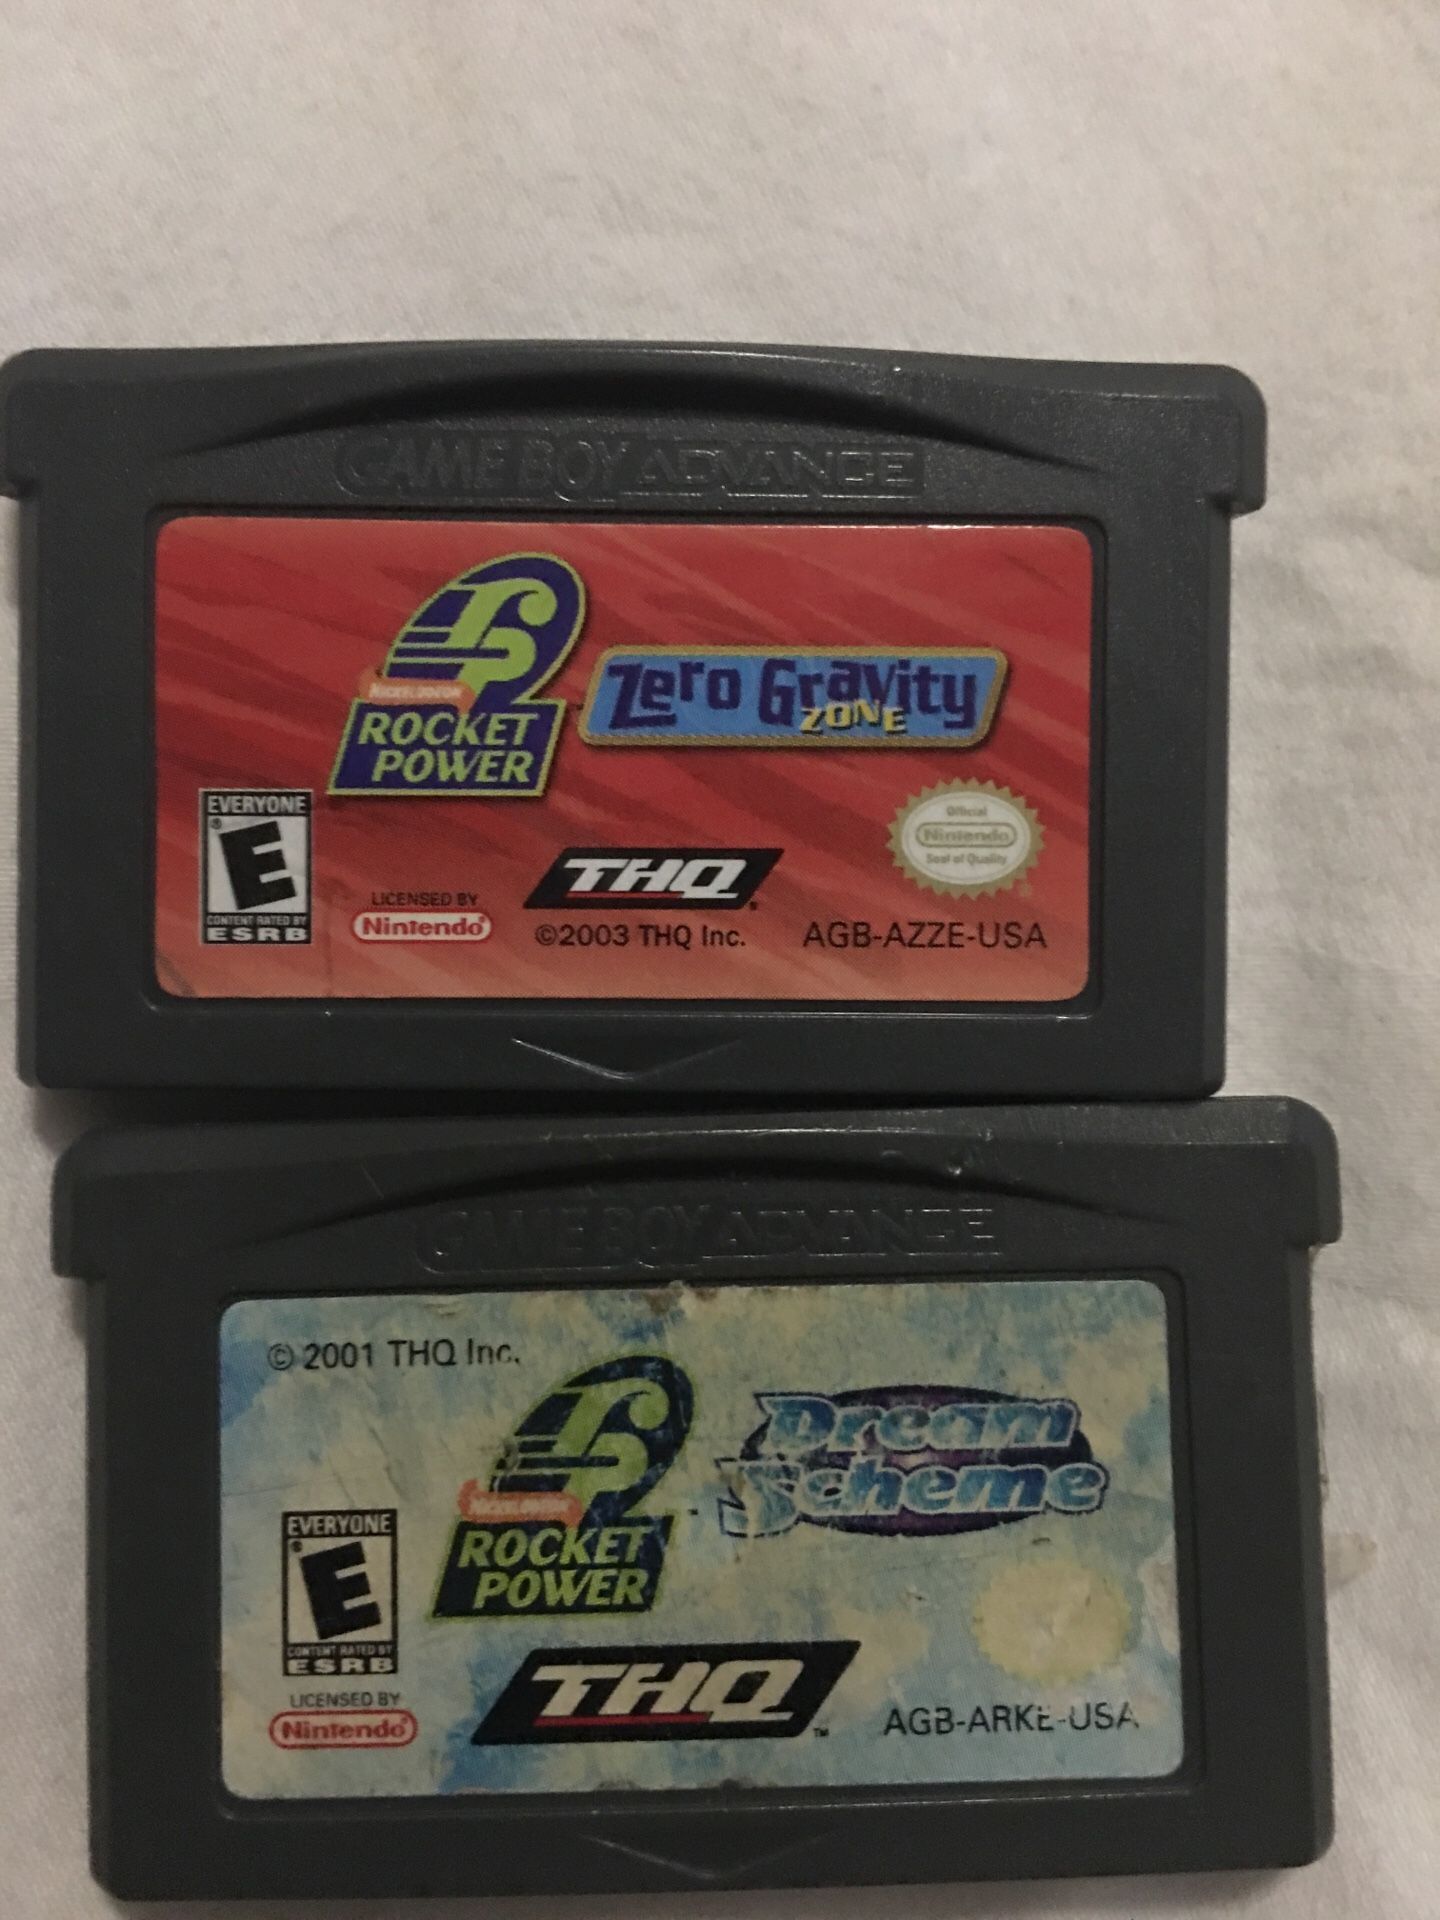 GAME BOY ADVANCE
NICKELODEON
ROCKET
POWER
Zero Gravity
ZONE
EVERYONE
E
CONTENT RATED BY
ESRB
LICENSED BY
Nintendo
THQ
©2003 THQ Inc.
Official
Nintendo
Seal of Quality
AGB-AZZE-USA
GAME BOY ADVANCE
© 2001 THQ Inc.
NICKELODEON
ROCKET
POWER
Dream
Scheme
EVERYONE
E
CONTENT RATED BY
ESRB
LICENSED BY
Nintendo
THQ
AGB-ARKE-USA